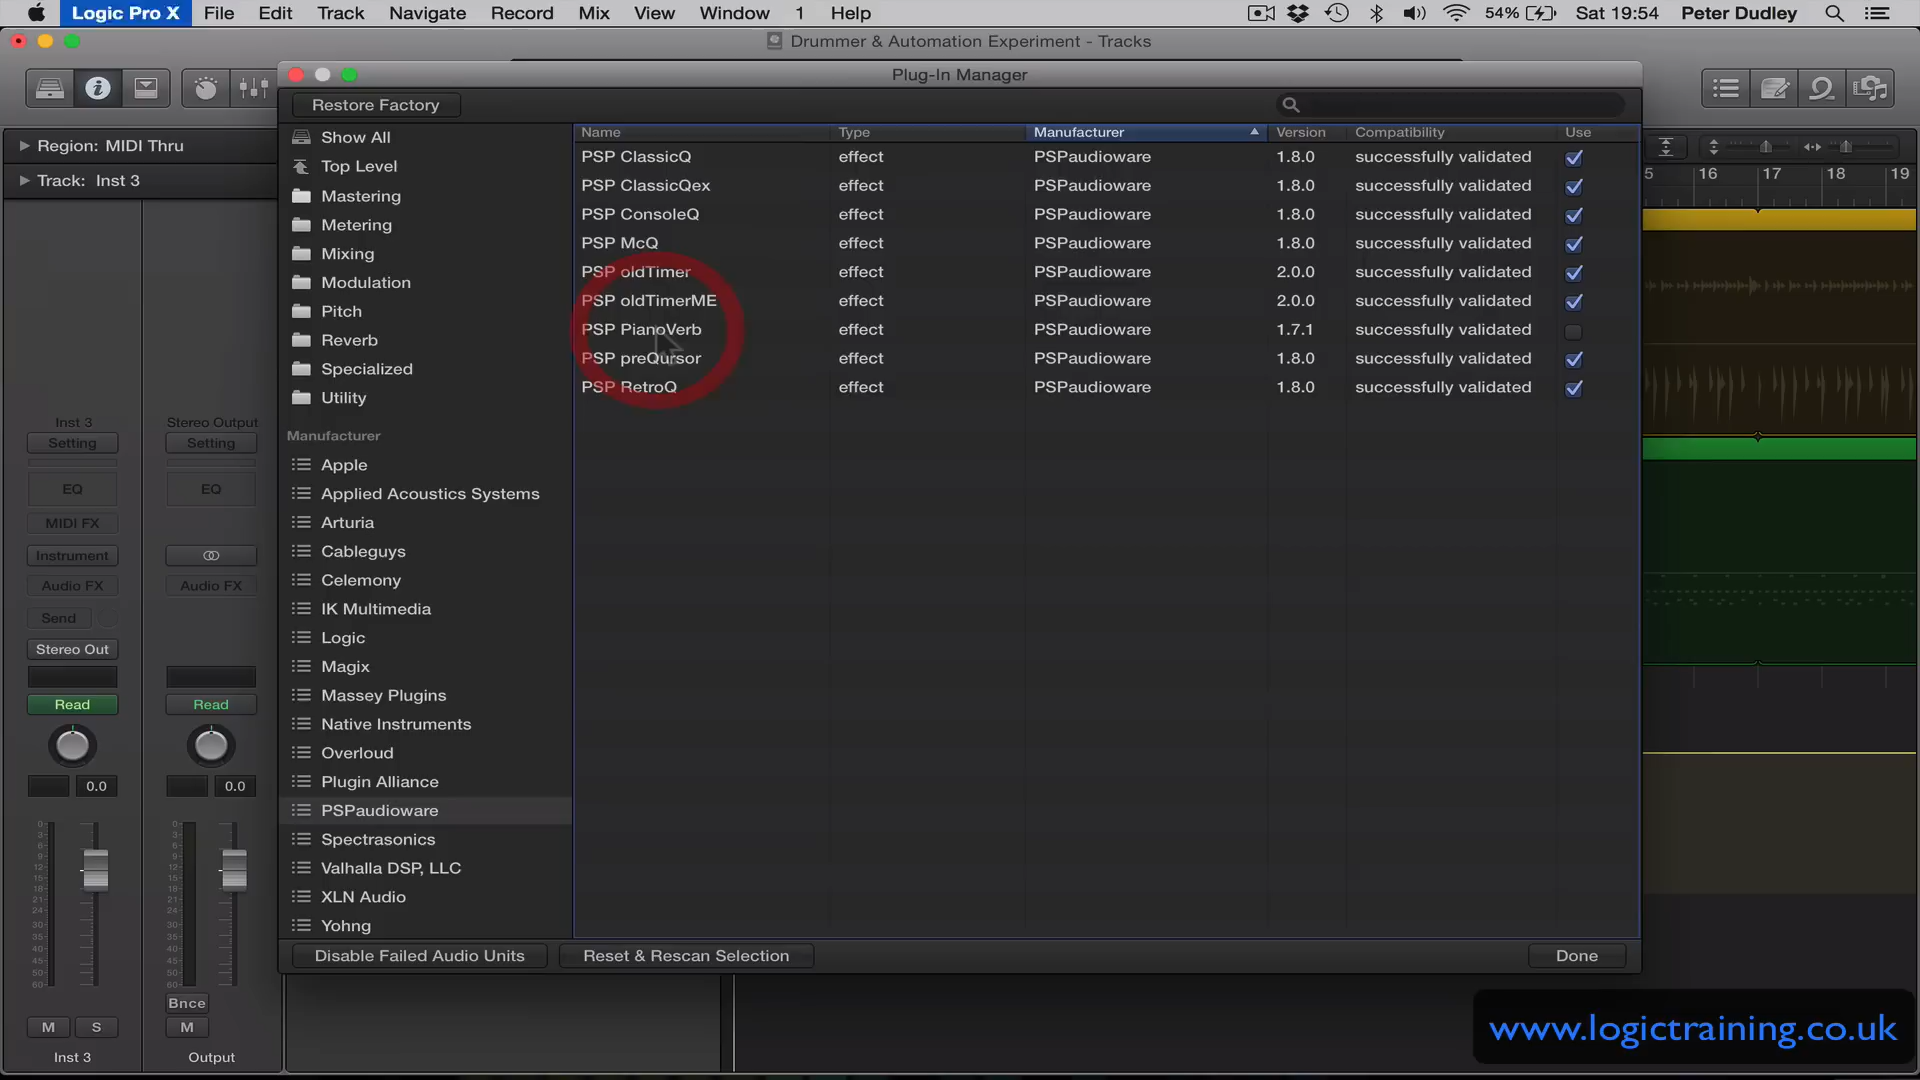 Logic Pro X File Edit Track Navigate Record Mix View Window 1 Help 54% Sat 19:54 Peter Dudley
Drummer & Automation Experiment - Tracks
Plug-In Manager
Restore Factory
Region: MIDI Thru
Track: Inst 3
Show All
Top Level
Mastering
Metering
Mixing
Modulation
Pitch
Reverb
Specialized
Utility
Manufacturer
Apple
Applied Acoustics Systems
Arturia
Cableguys
Celemony
IK Multimedia
Logic
Magix
Massey Plugins
Native Instruments
Overloud
Plugin Alliance
PSPaudioware
Spectrasonics
Valhalla DSP, LLC
XLN Audio
Yohng
Name Type Manufacturer Version Compatibility Use
PSP ClassicQ effect PSPaudioware 1.8.0 successfully validated
PSP ClassicQex effect PSPaudioware 1.8.0 successfully validated
PSP ConsoleQ effect PSPaudioware 1.8.0 successfully validated
PSP McQ effect PSPaudioware 1.8.0 successfully validated
PSP oldTimer effect PSPaudioware 2.0.0 successfully validated
PSP oldTimerME effect PSPaudioware 2.0.0 successfully validated
PSP PianoVerb effect PSPaudioware 1.7.1 successfully validated
PSP preQursor effect PSPaudioware 1.8.0 successfully validated
PSP RetroQ effect PSPaudioware 1.8.0 successfully validated
Disable Failed Audio Units Reset & Rescan Selection Done
5 16 17 18 19
Inst 3 Stereo Output
Setting Setting
EQ EQ
MIDI FX
Instrument
Audio FX Audio FX
Send
Stereo Out
Read Read
0.0 0.0
Bnce
M S M
Inst 3 Output
www.logictraining.co.uk